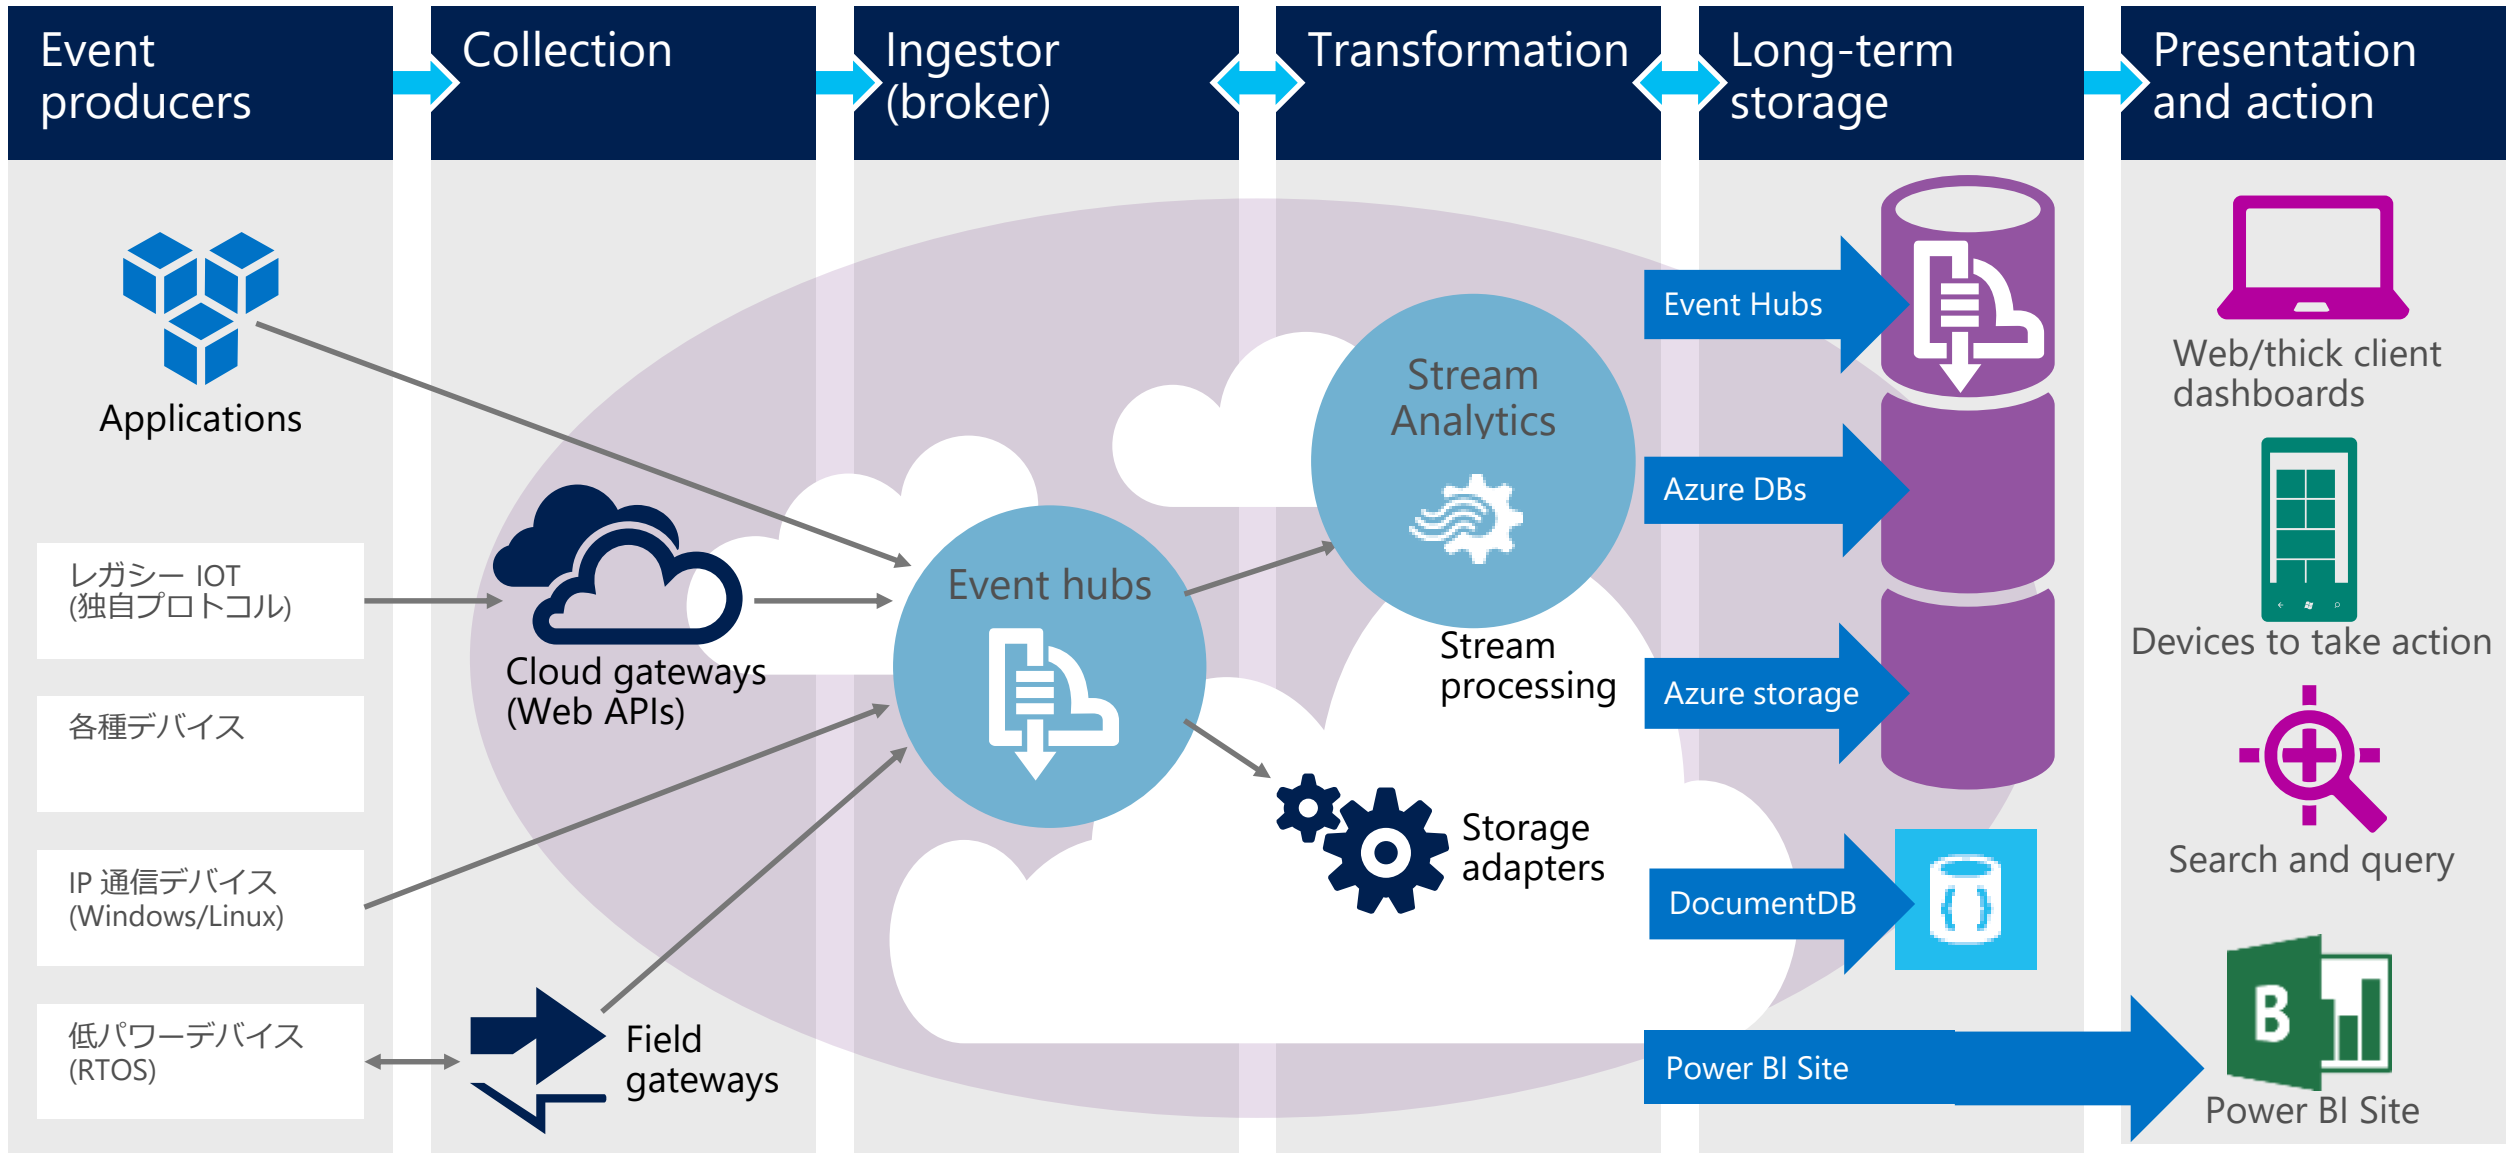 Event
producers
Collection
Ingestor
(broker)
Transformation
Long-term
storage
Presentation
and action
Applications
レガシー IOT
(独自プロトコル)
各種デバイス
IP 通信デバイス
(Windows/Linux)
低パワーデバイス
(RTOS)
Cloud gateways
(Web APIs)
Field
gateways
Event hubs
Stream
Analytics
Stream
processing
Storage
adapters
Event Hubs
Azure DBs
Azure storage
DocumentDB
Power BI Site
Web/thick client
dashboards
Devices to take action
Search and query
B
Power BI Site